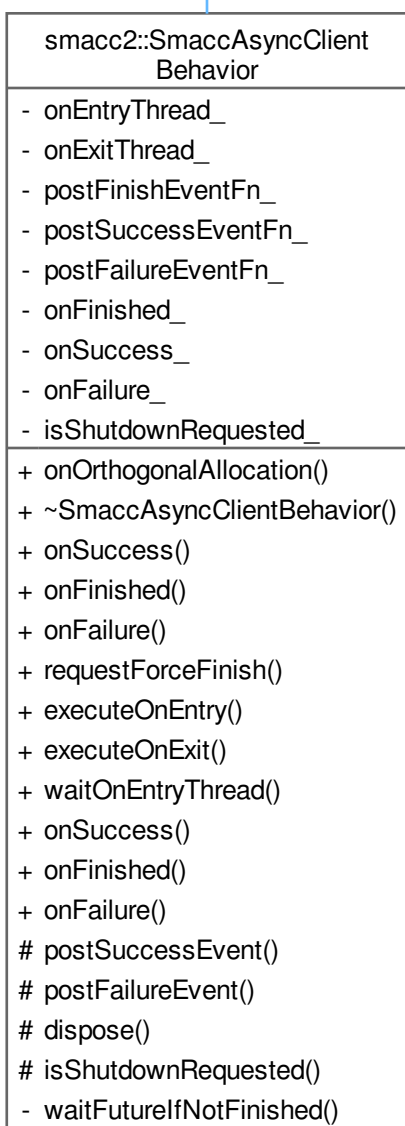 smacc2::SmaccAsyncClient
Behavior
- onEntryThread_
- onExitThread_
- postFinishEventFn_
- postSuccessEventFn_
- postFailureEventFn_
- onFinished_
- onSuccess_
- onFailure_
- isShutdownRequested_
+ onOrthogonalAllocation()
+ ~SmaccAsyncClientBehavior()
+ onSuccess()
+ onFinished()
+ onFailure()
+ requestForceFinish()
+ executeOnEntry()
+ executeOnExit()
+ waitOnEntryThread()
+ onSuccess()
+ onFinished()
+ onFailure()
# postSuccessEvent()
# postFailureEvent()
# dispose()
# isShutdownRequested()
- waitFutureIfNotFinished()